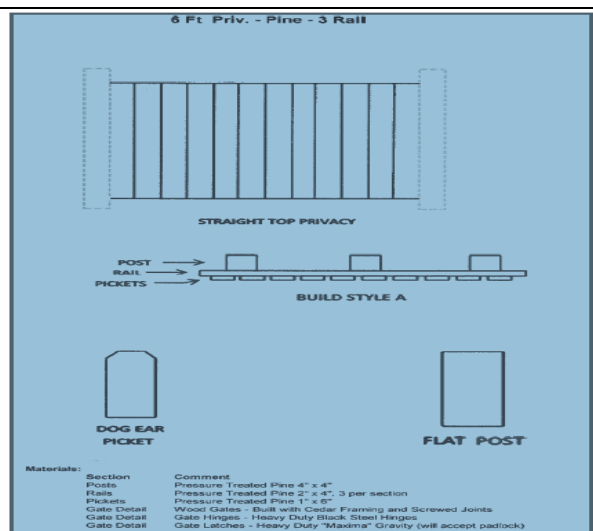 6 Ft Priv. - Pine - 3 Rail
STRAIGHT TOP PRIVACY
POST
RAIL
PICKETS
BUILD STYLE A
DOG EAR
PICKET
FLAT POST
Materials:
Section Comment
Posts Pressure Treated Pine 4" x 4"
Rails Pressure Treated Pine 2" x 4", 3 per section
Pickets Pressure Treated Pine 1" x 6"
Gate Detail Wood Gates - Built with Cedar Framing and Screwed Joints
Gate Detail Gate Hinges - Heavy Duty Black Steel Hinges
Gate Detail Gate Latches - Heavy Duty "Maxima" Gravity (will accept padlock)